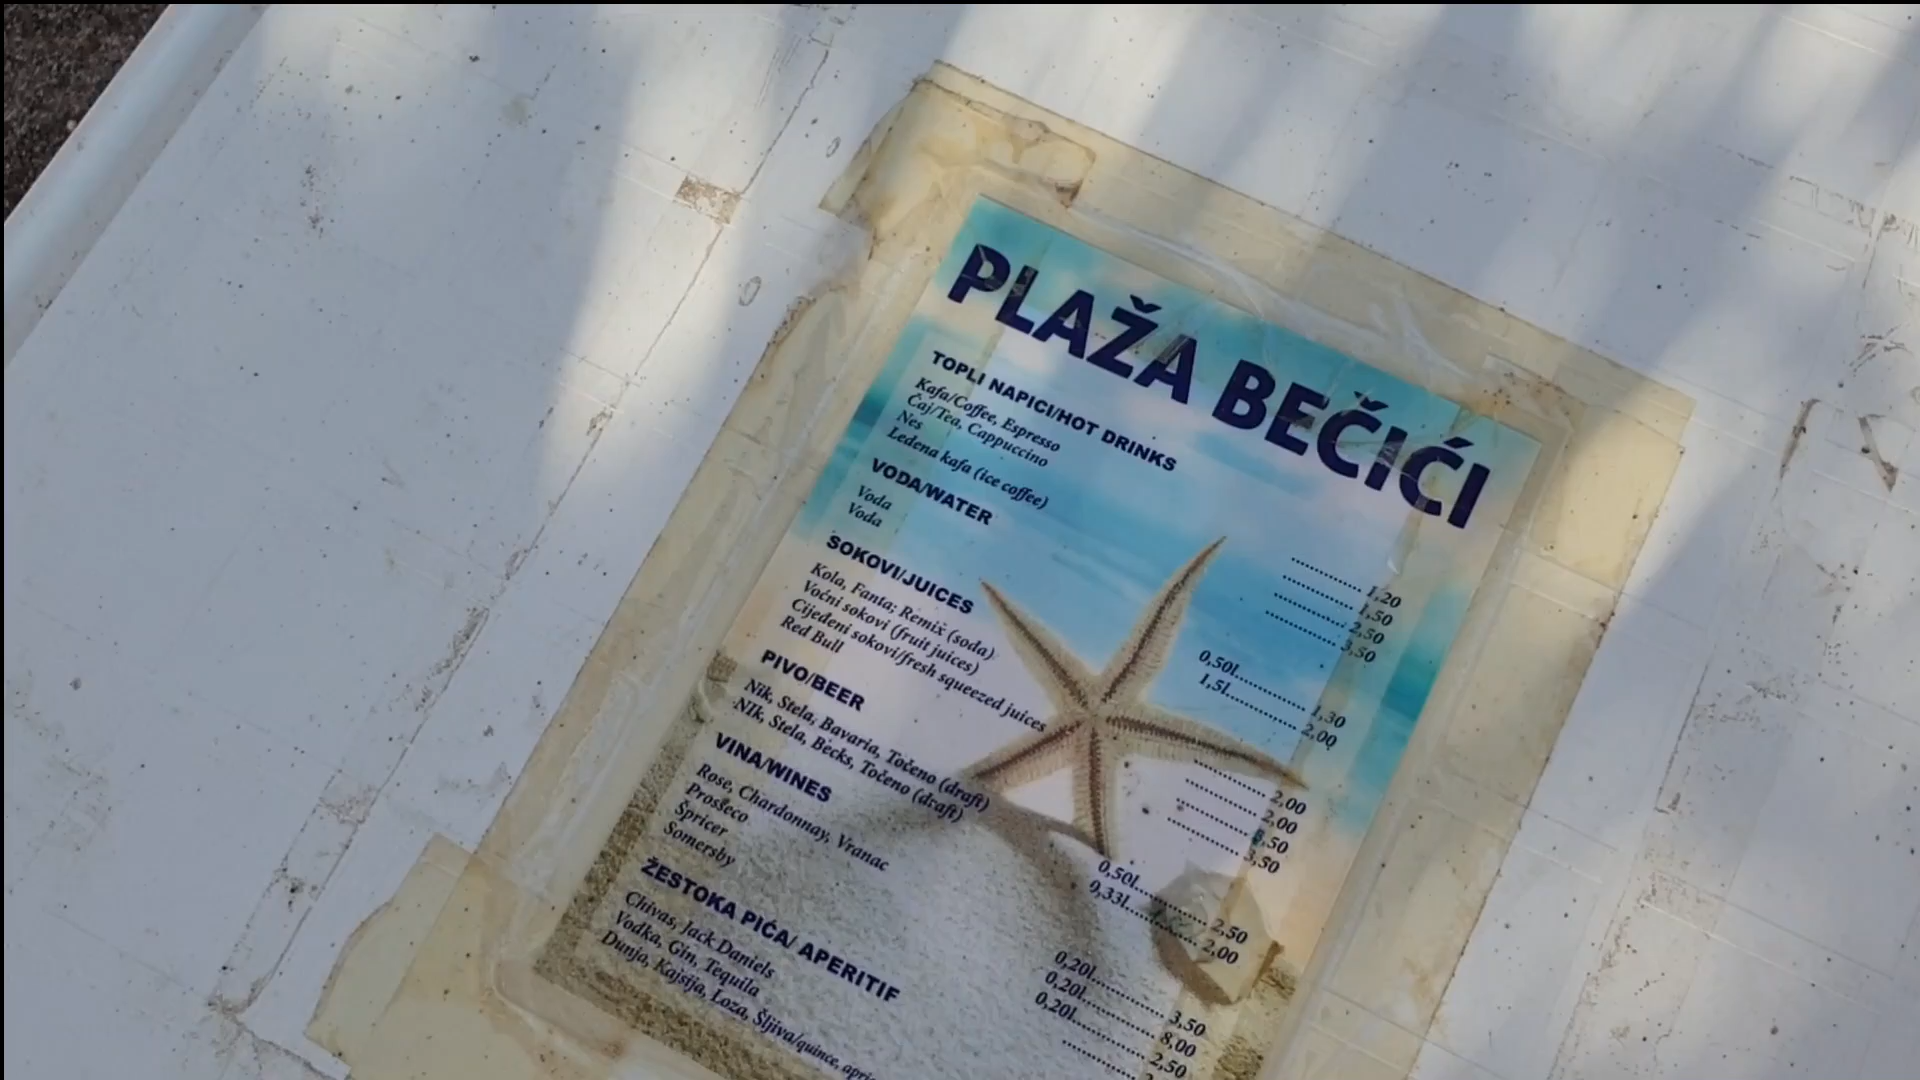 PLAŽA BEČIĆI
TOPLI NAPICI/HOT DRINKS
Kafa/Coffee, Espresso ................ 1,20
Čaj/Tea, Cappuccino ................ 1,50
Nes ................ 2,50
Ledena kafa (ice coffee) ................ 3,50
VODA/WATER
Voda 0,50l................ 1,30
Voda 1,5l................ 2,00
SOKOVI/JUICES
Kola, Fanta; Remix (soda) ................ 2,00
Voćni sokovi (fruit juices) ................ 2,00
Cijeđeni sokovi/fresh squeezed juices ................ 3,50
Red Bull ................ 3,50
PIVO/BEER
Nik, Stela, Bavaria, Točeno (draft) 0,50l................ 2,50
NIk, Stela, Becks, Točeno (draft) 0,33l................ 2,00
VINA/WINES
Rose, Chardonnay, Vranac 0,20l................ 3,50
Prosseco 0,20l................ 8,00
Špricer 0,20l................ 2,50
Somersby ................
ŽESTOKA PIĆA/ APERITIF
Chivas, Jack Daniels
Vodka, Gin, Tequila
Dunja, Kajsija, Loza, Šljiva/quince,